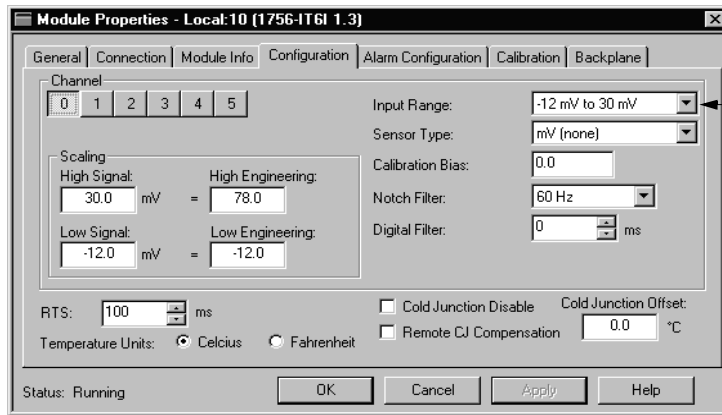 Module Properties - Local:10 (1756-IT6I 1.3)
General Connection Module Info Configuration Alarm Configuration Calibration Backplane
Channel
0 1 2 3 4 5
Input Range: -12 mV to 30 mV
Sensor Type: mV (none)
Scaling
High Signal: High Engineering:
30.0 mV = 78.0
Low Signal: Low Engineering:
-12.0 mV = -12.0
Calibration Bias: 0.0
Notch Filter: 60 Hz
Digital Filter: 0 ms
RTS: 100 ms
Temperature Units: Celcius Fahrenheit
Cold Junction Disable
Remote CJ Compensation
Cold Junction Offset:
0.0 °C
Status: Running
OK Cancel Apply Help